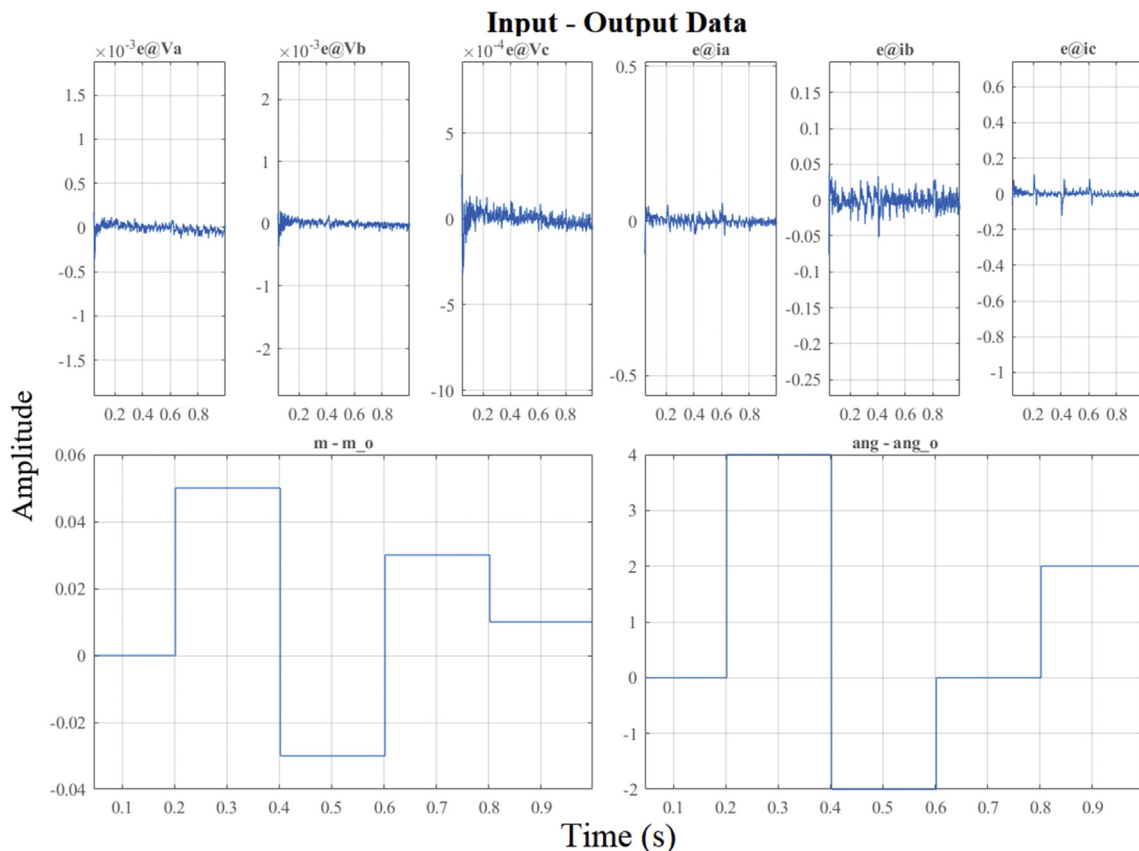 Input - Output Data
×10⁻³ e@Va
×10⁻³ e@Vb
×10⁻⁴ e@Vc
e@ia
e@ib
e@ic
1.5
1
0.5
0
-0.5
-1
-1.5
0.2 0.4 0.6 0.8
2
1
0
-1
-2
0.2 0.4 0.6 0.8
5
0
-5
-10
0.2 0.4 0.6 0.8
0.5
0
-0.5
0.2 0.4 0.6 0.8
0.15
0.1
0.05
0
-0.05
-0.1
-0.15
-0.2
-0.25
0.2 0.4 0.6 0.8
0.6
0.4
0.2
0
-0.2
-0.4
-0.6
-0.8
-1
0.2 0.4 0.6 0.8
Amplitude
m - m_o
0.06
0.04
0.02
0
-0.02
-0.04
0.1 0.2 0.3 0.4 0.5 0.6 0.7 0.8 0.9
ang - ang_o
4
3
2
1
0
-1
-2
0.1 0.2 0.3 0.4 0.5 0.6 0.7 0.8 0.9
Time (s)